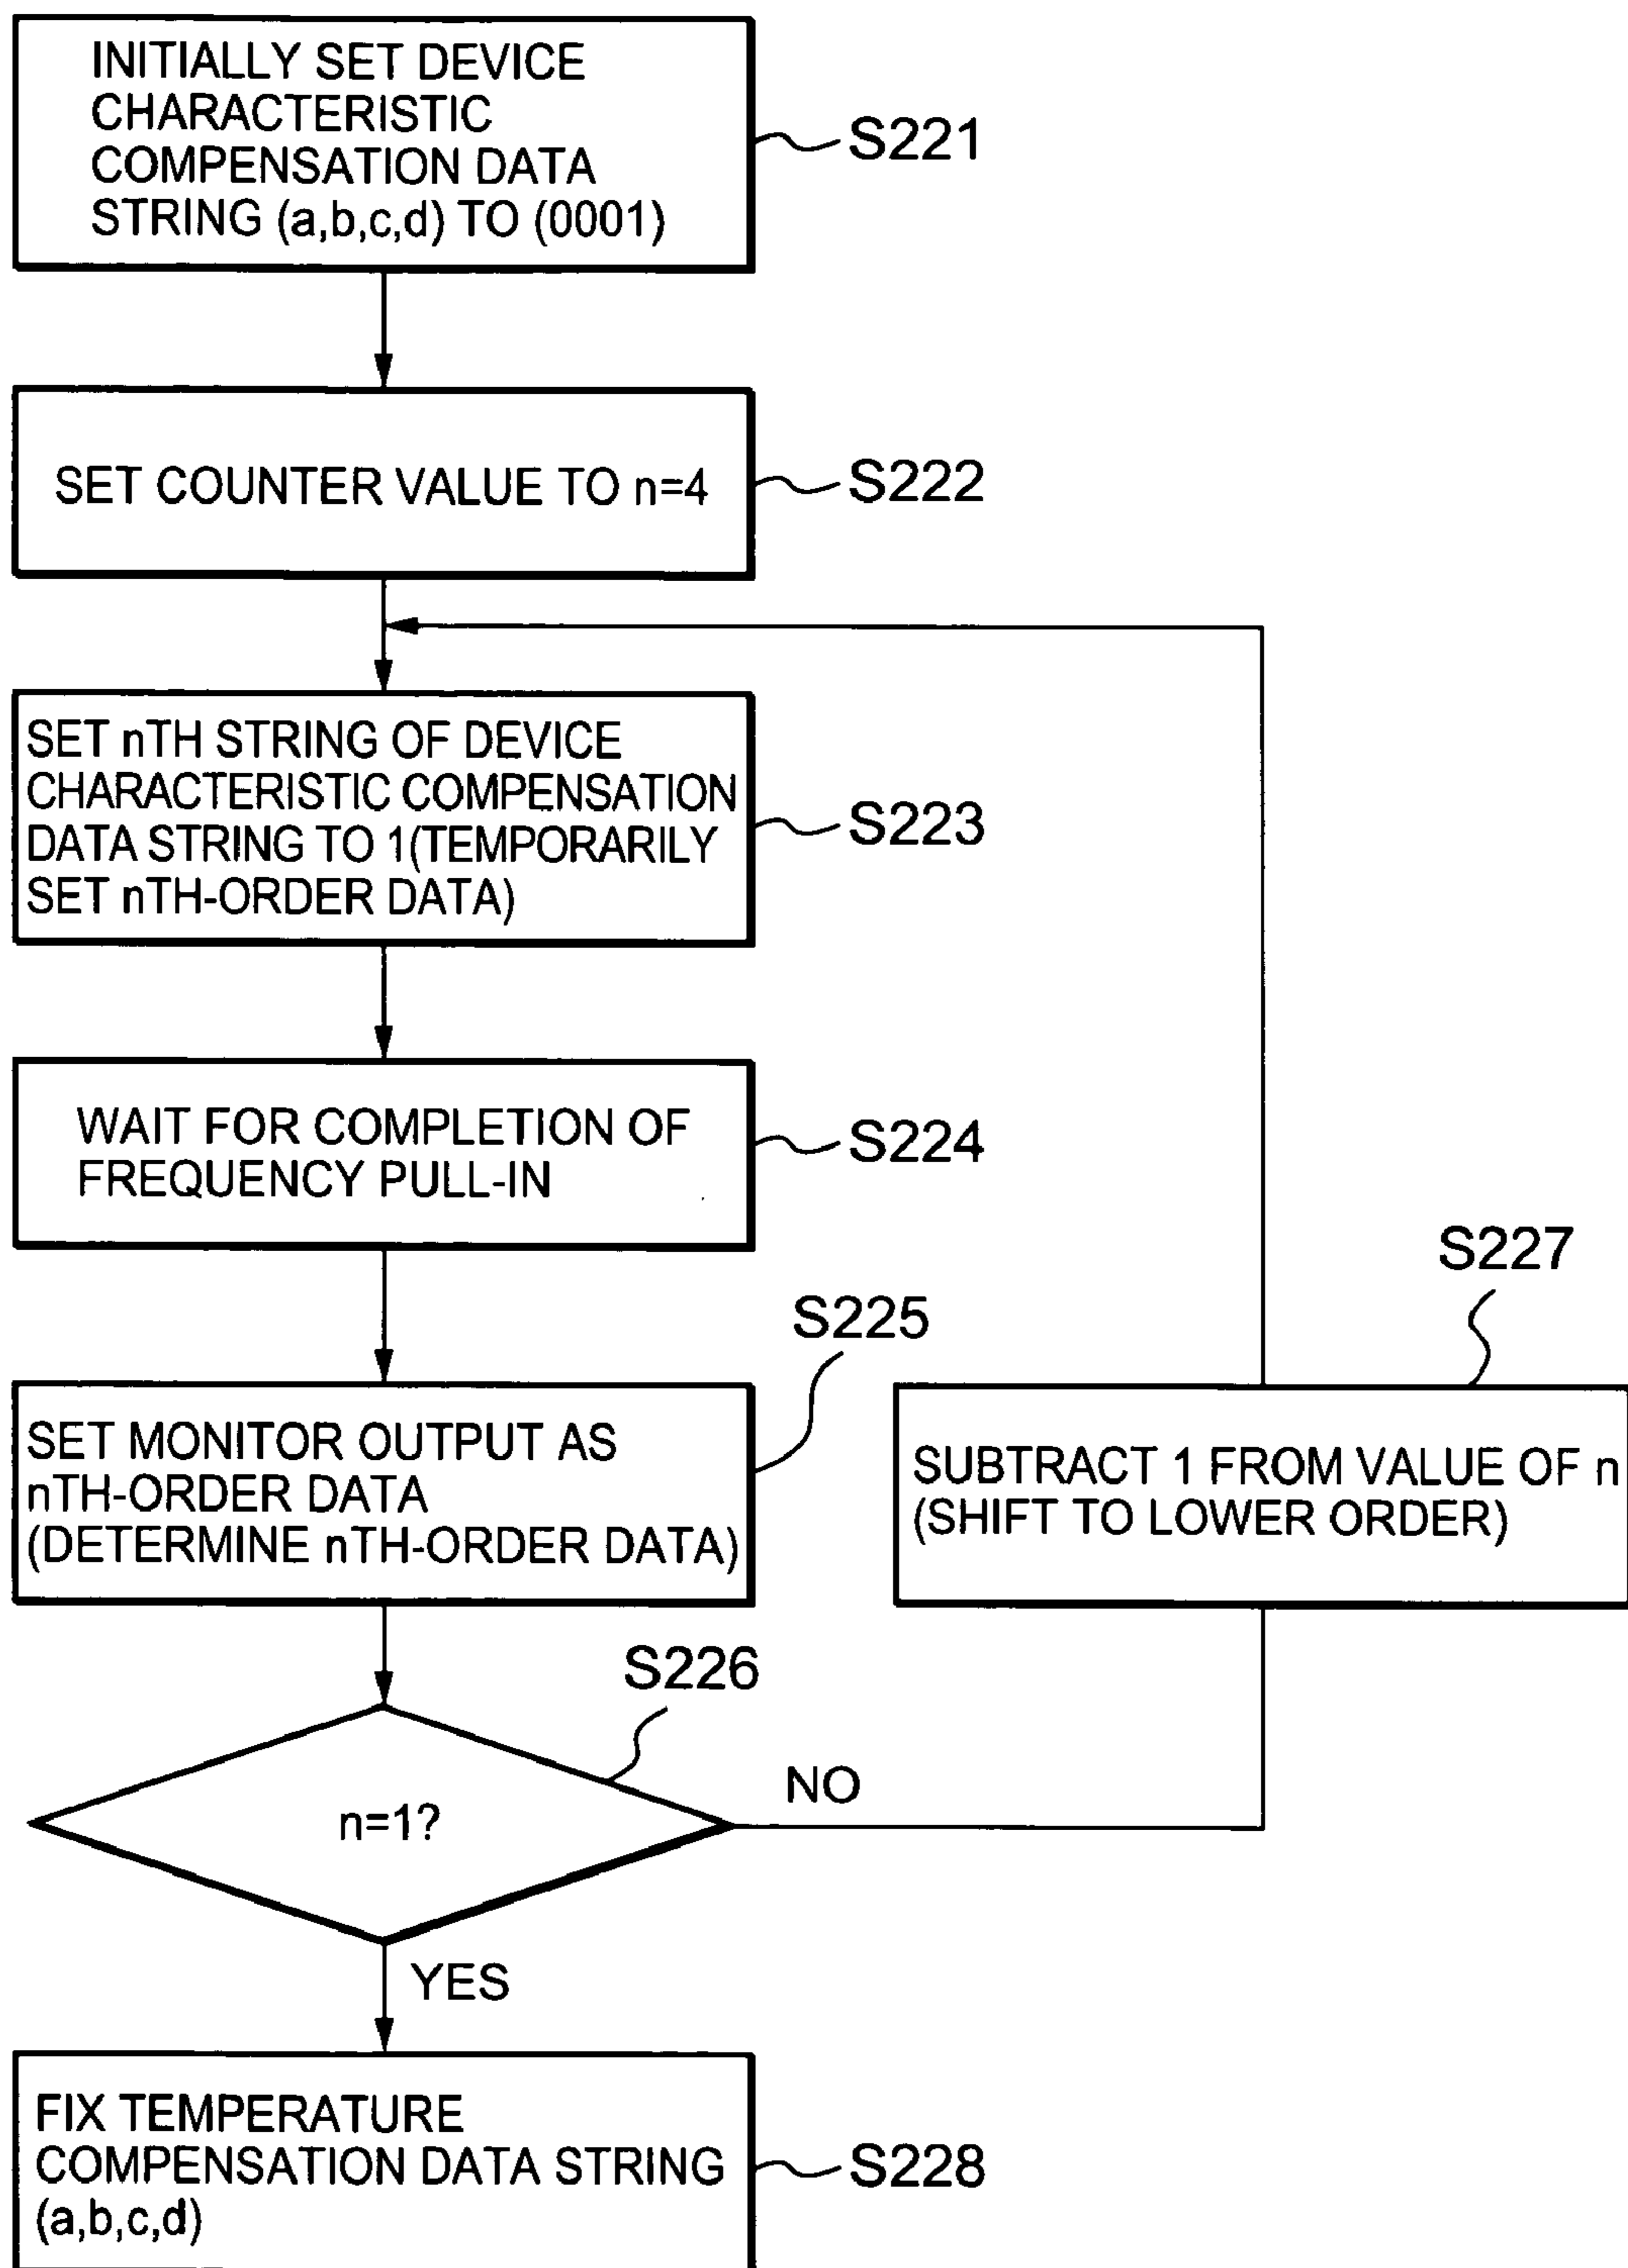 INITIALLY SET DEVICE
CHARACTERISTIC
COMPENSATION DATA
STRING (a,b,c,d) TO (0001)
S221
SET COUNTER VALUE TO n=4
S222
SET nTH STRING OF DEVICE
CHARACTERISTIC COMPENSATION
DATA STRING TO 1(TEMPORARILY
SET nTH-ORDER DATA)
S223
WAIT FOR COMPLETION OF
FREQUENCY PULL-IN
S224
S227
S225
SET MONITOR OUTPUT AS
nTH-ORDER DATA
(DETERMINE nTH-ORDER DATA)
SUBTRACT 1 FROM VALUE OF n
(SHIFT TO LOWER ORDER)
S226
n=1?
NO
YES
FIX TEMPERATURE
COMPENSATION DATA STRING
(a,b,c,d)
S228